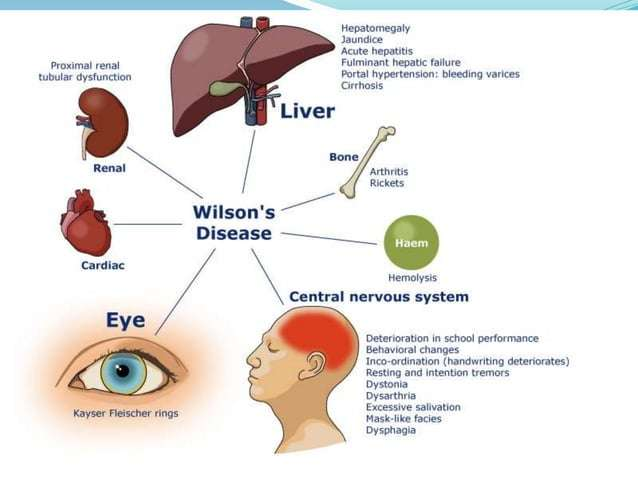 Hepatomegaly
Jaundice
Acute hepatitis
Fulminant hepatic failure
Portal hypertension: bleeding varices
Cirrhosis
Liver
Proximal renal
tubular dysfunction
Renal
Bone
Arthritis
Rickets
Wilson's
Disease
Cardiac
Haem
Hemolysis
Eye
Kayser Fleischer rings
Central nervous system
Deterioration in school performance
Behavioral changes
Inco-ordination (handwriting deteriorates)
Resting and intention tremors
Dystonia
Dysarthria
Excessive salivation
Mask-like facies
Dysphagia